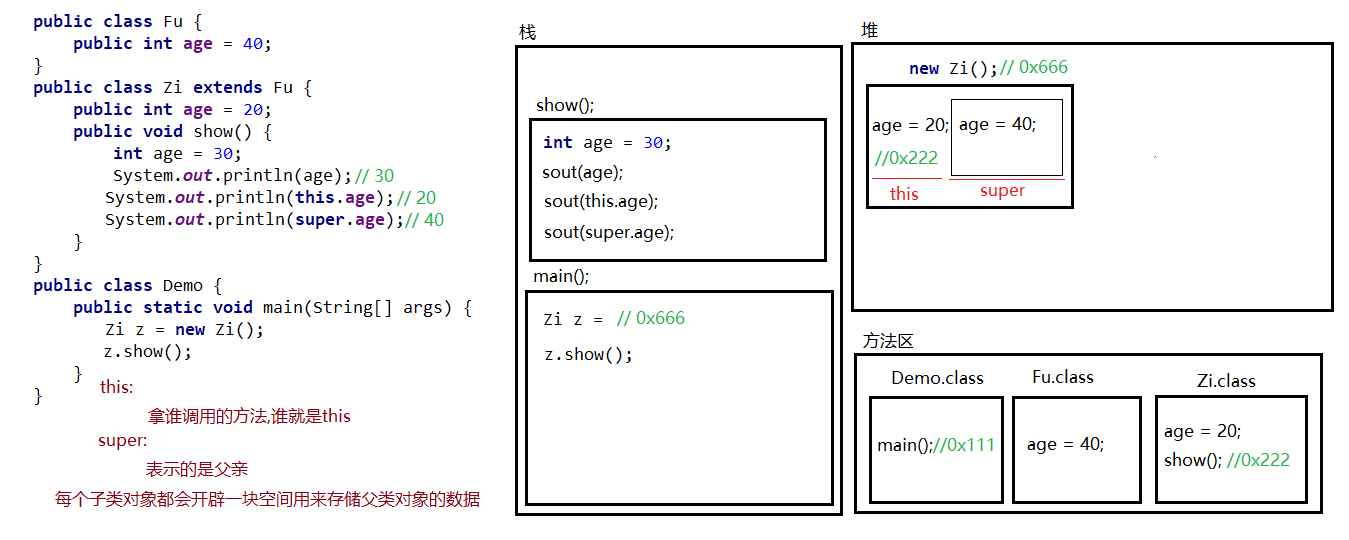 public class Fu {
public int age = 40;
}
public class Zi extends Fu {
public int age = 20;
public void show() {
int age = 30;
System.out.println(age);// 30
System.out.println(this.age);// 20
System.out.println(super.age);// 40
}
}
public class Demo {
public static void main(String[] args) {
Zi z = new Zi();
z.show();
}
}
this:
拿谁调用的方法,谁就是this
super:
表示的是父亲
每个子类对象都会开辟一块空间用来存储父类对象的数据
栈
show();
int age = 30;
sout(age);
sout(this.age);
sout(super.age);
main();
Zi z = // 0x666
z.show();
堆
new Zi();// 0x666
age = 20; age = 40;
//0x222
this super
方法区
Demo.class Fu.class Zi.class
main();//0x111
age = 40;
age = 20;
show(); //0x222